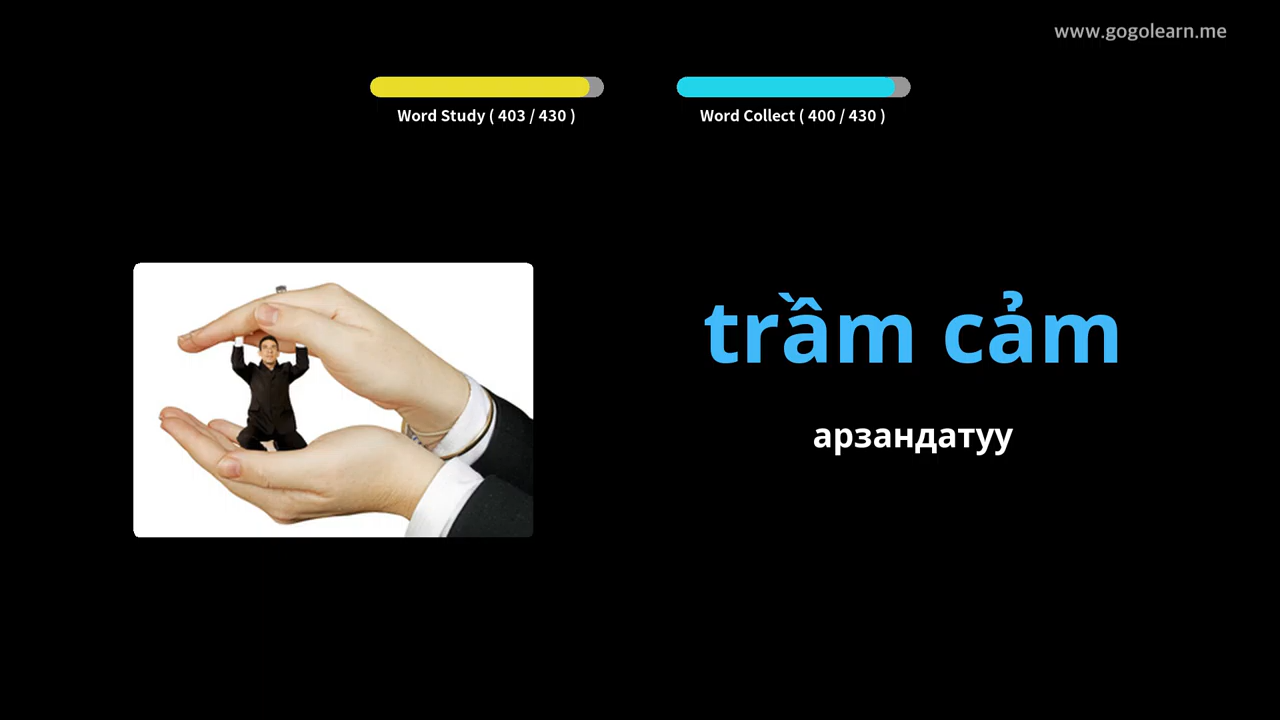 www.gogolearn.me
Word Study ( 403 / 430 )
Word Collect ( 400 / 430 )
trầm cảm
арзандатуу